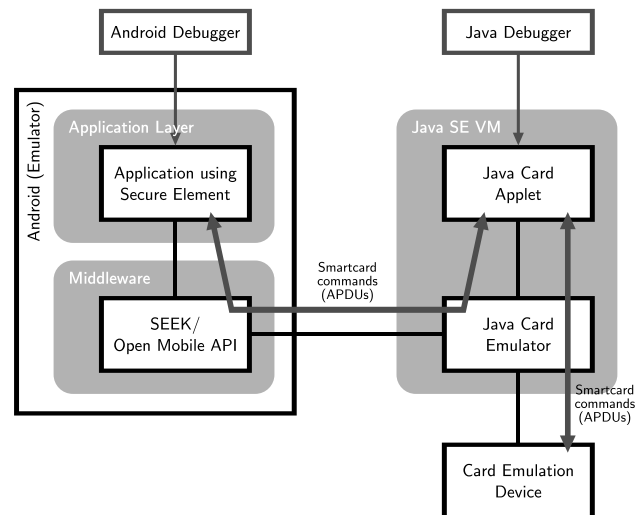 Android Debugger
Java Debugger
Android (Emulator)
Application Layer
Application using
Secure Element
Java SE VM
Java Card
Applet
Middleware
SEEK/
Open Mobile API
Smartcard
commands
(APDUs)
Java Card
Emulator
Smartcard
commands
(APDUs)
Card Emulation
Device